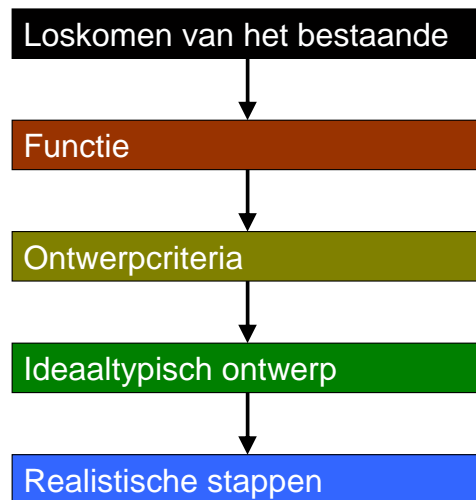 Loskomen van het bestaande
Functie
Ontwerpcriteria
Ideaaltypisch ontwerp
Realistische stappen